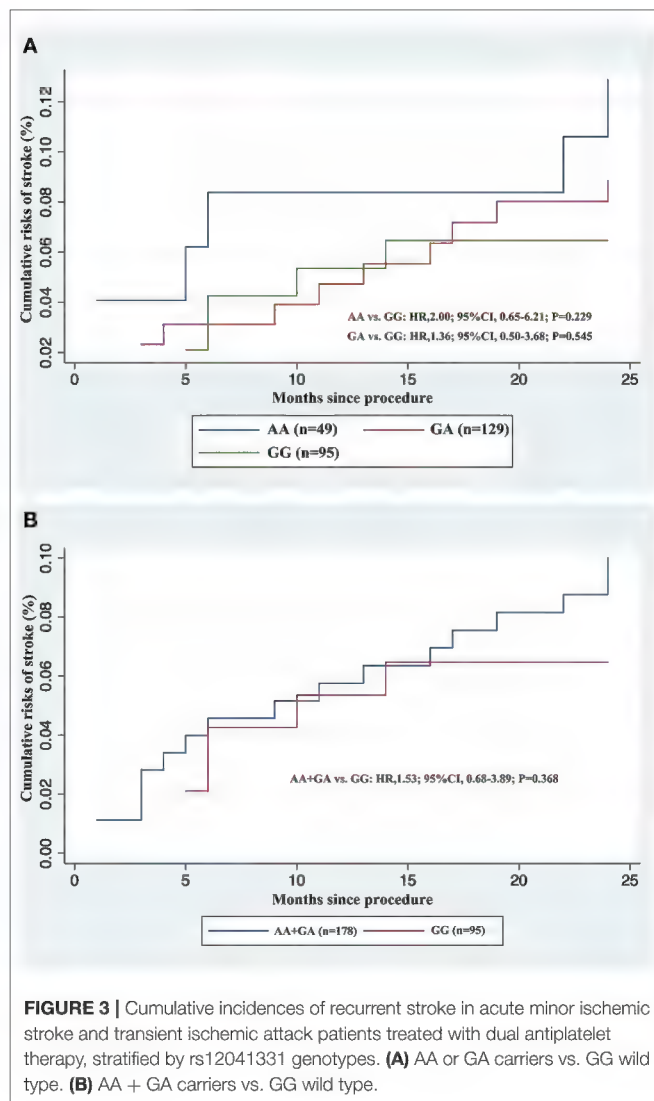 A
Cumulative risks of stroke (%)
0.12
0.10
0.08
0.06
0.04
0.02
AA vs. GG: HR,2.00; 95%CI, 0.65-6.21; P=0.229
GA vs. GG: HR,1.36; 95%CI, 0.50-3.68; P=0.545
0 5 10 15 20 25
Months since procedure
AA (n=49) GA (n=129)
GG (n=95)
B
Cumulative risks of stroke (%)
0.10
0.08
0.06
0.04
0.02
0.00
AA+GA vs. GG: HR,1.53; 95%CI, 0.68-3.89; P=0.368
0 5 10 15 20 25
Months since procedure
AA+GA (n=178) GG (n=95)
FIGURE 3 | Cumulative incidences of recurrent stroke in acute minor ischemic
stroke and transient ischemic attack patients treated with dual antiplatelet
therapy, stratified by rs12041331 genotypes. (A) AA or GA carriers vs. GG wild
type. (B) AA + GA carriers vs. GG wild type.